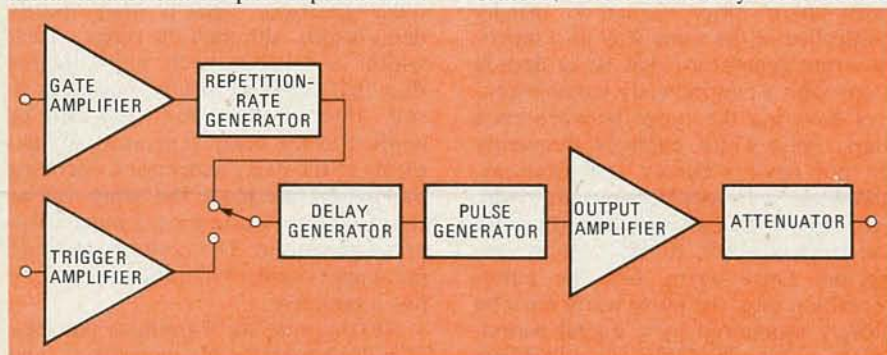 GATE
AMPLIFIER
REPETITION-
RATE
GENERATOR
TRIGGER
AMPLIFIER
DELAY
GENERATOR
PULSE
GENERATOR
OUTPUT
AMPLIFIER
ATTENUATOR